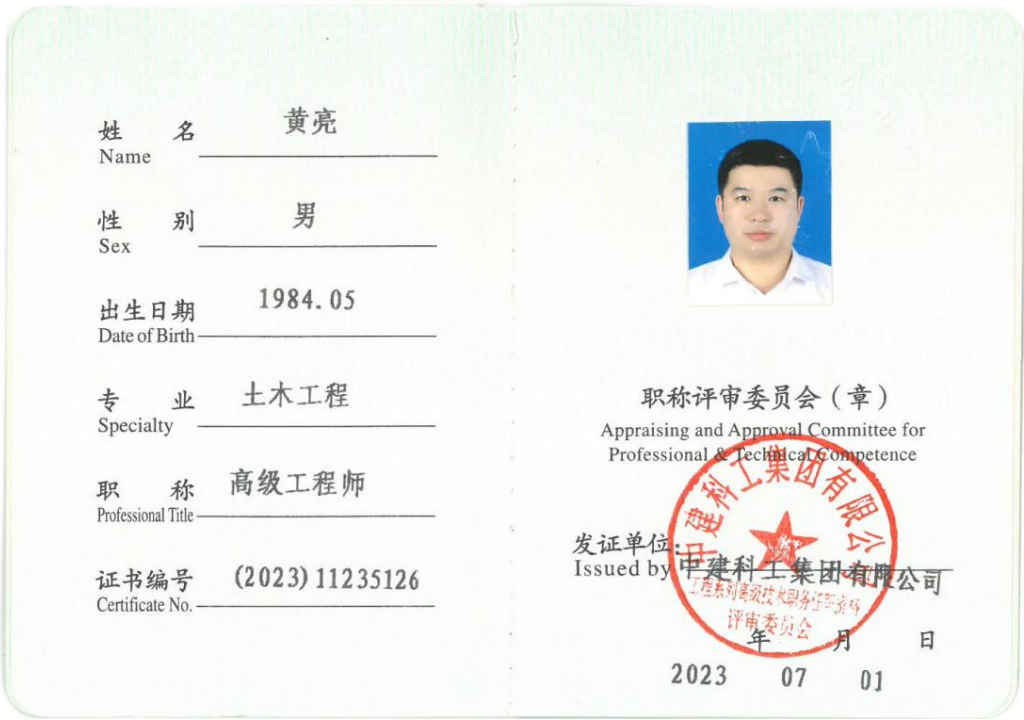 姓 名 黄亮
Name
性 别 男
Sex
出生日期 1984.05
Date of Birth
专 业 土木工程
Specialty
职 称 高级工程师
Professional Title
证书编号 (2023)11235126
Certificate No.
职称评审委员会（章）
Appraising and Approval Committee for
Professional & Technical Competence
中建科工集团有限公司
发证单位:
Issued by 中建科工集团有限公司
工程系列高级技术职务任职资格
评审委员会
年 月 日
2023 07 01